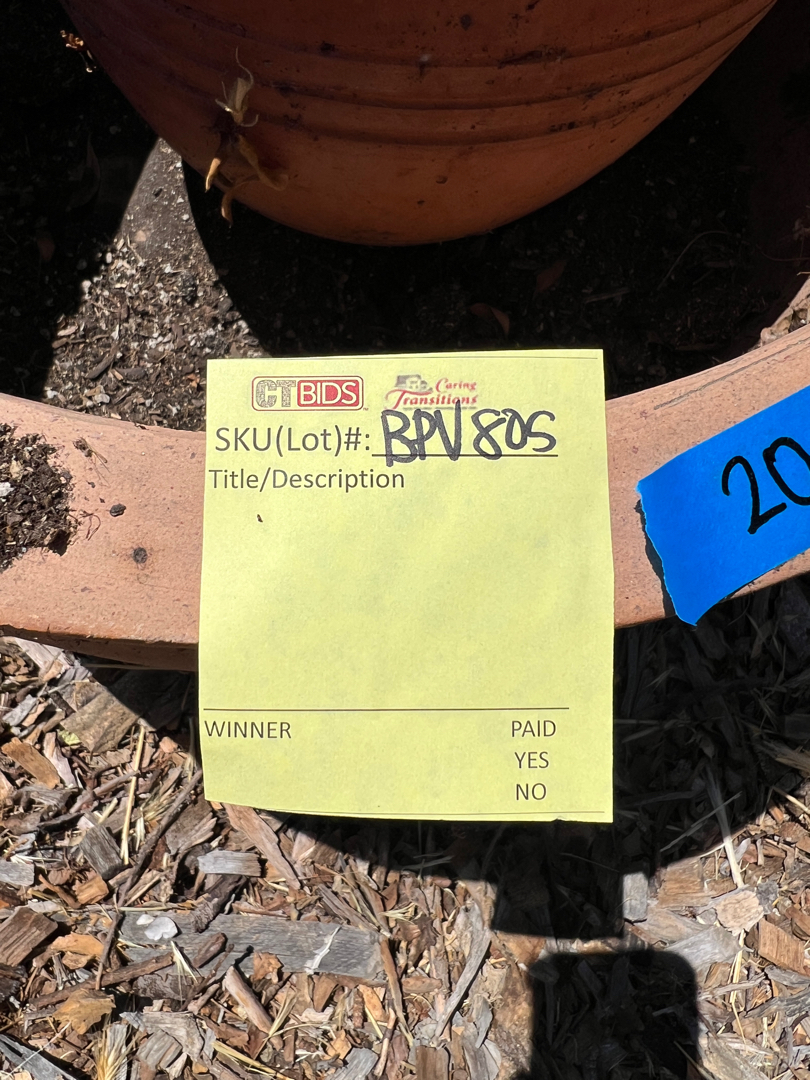 CTBIDS
Caring
Transitions
SKU(Lot)#: BPV805
Title/Description
20
WINNER PAID
YES
NO